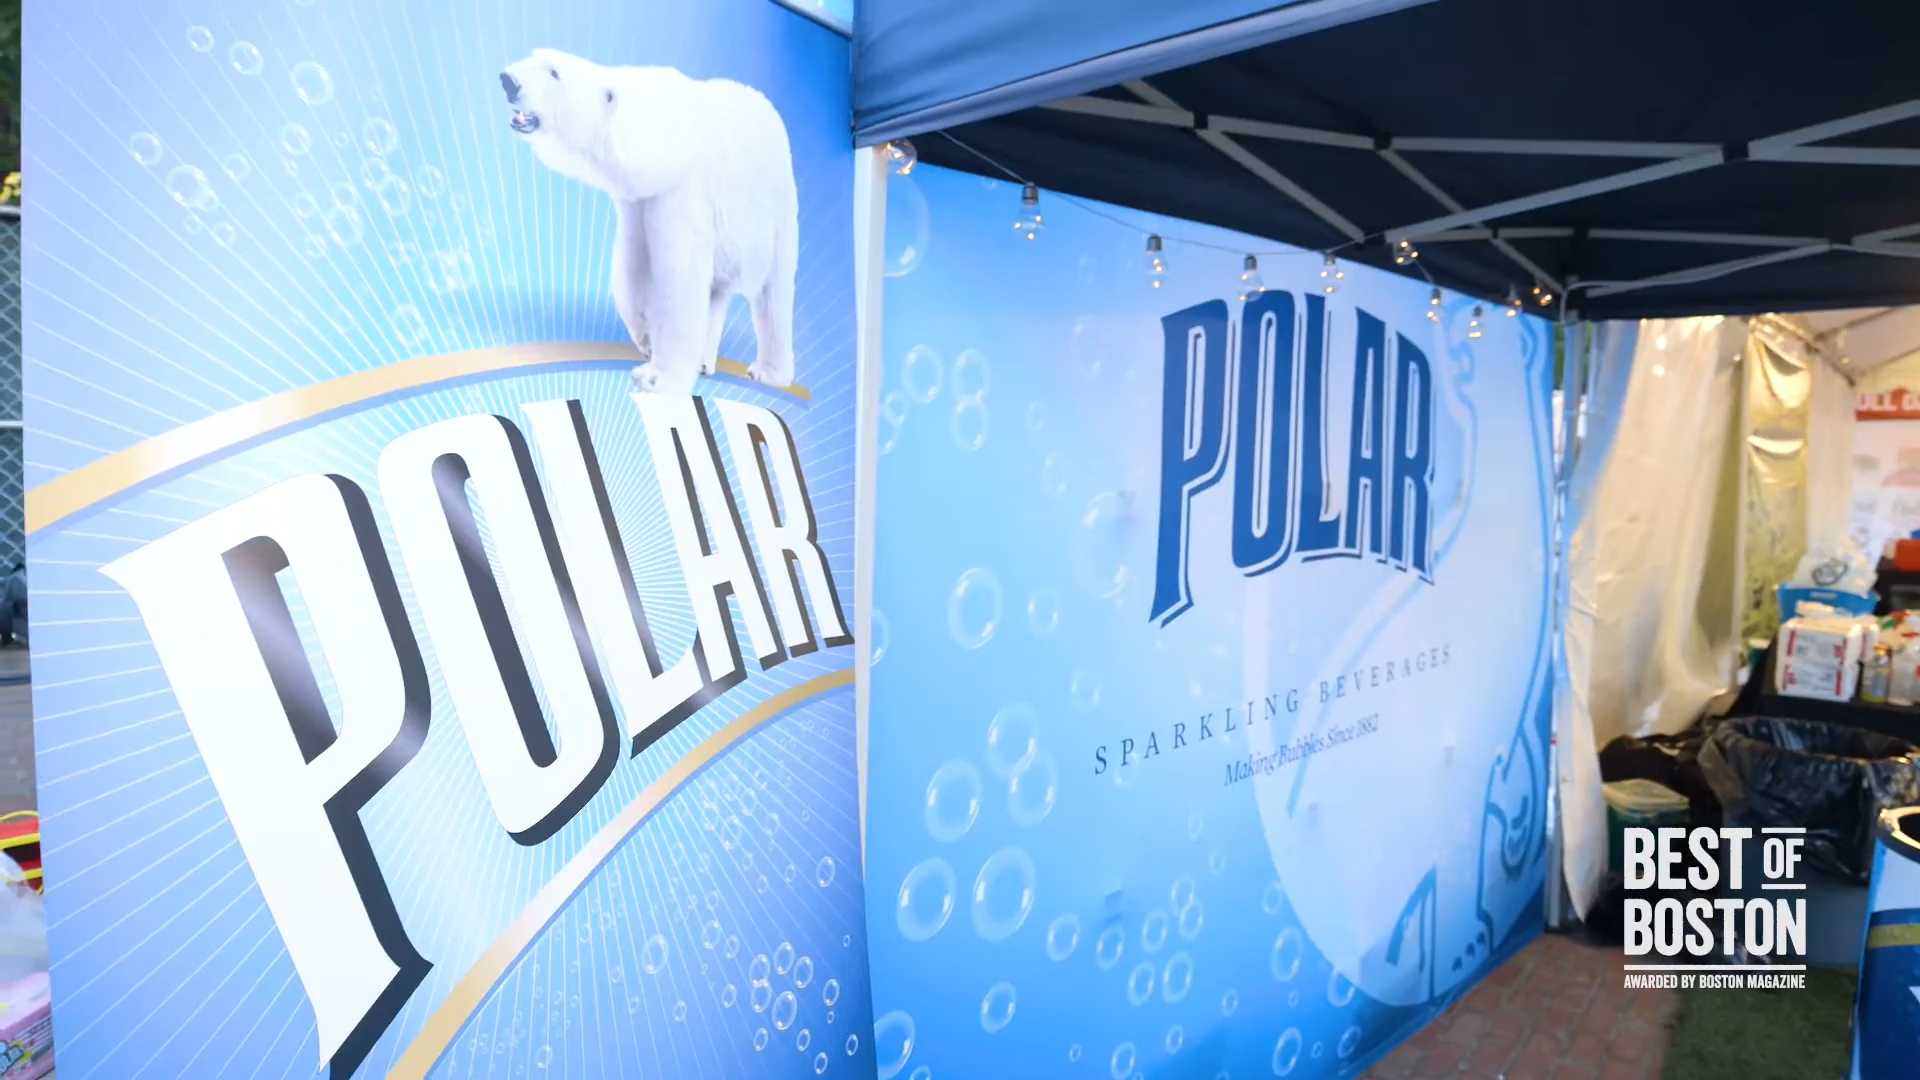 POLAR
POLAR
SPARKLING BEVERAGES
Making Bubbles Since 1882
BEST OF
BOSTON
AWARDED BY BOSTON MAGAZINE